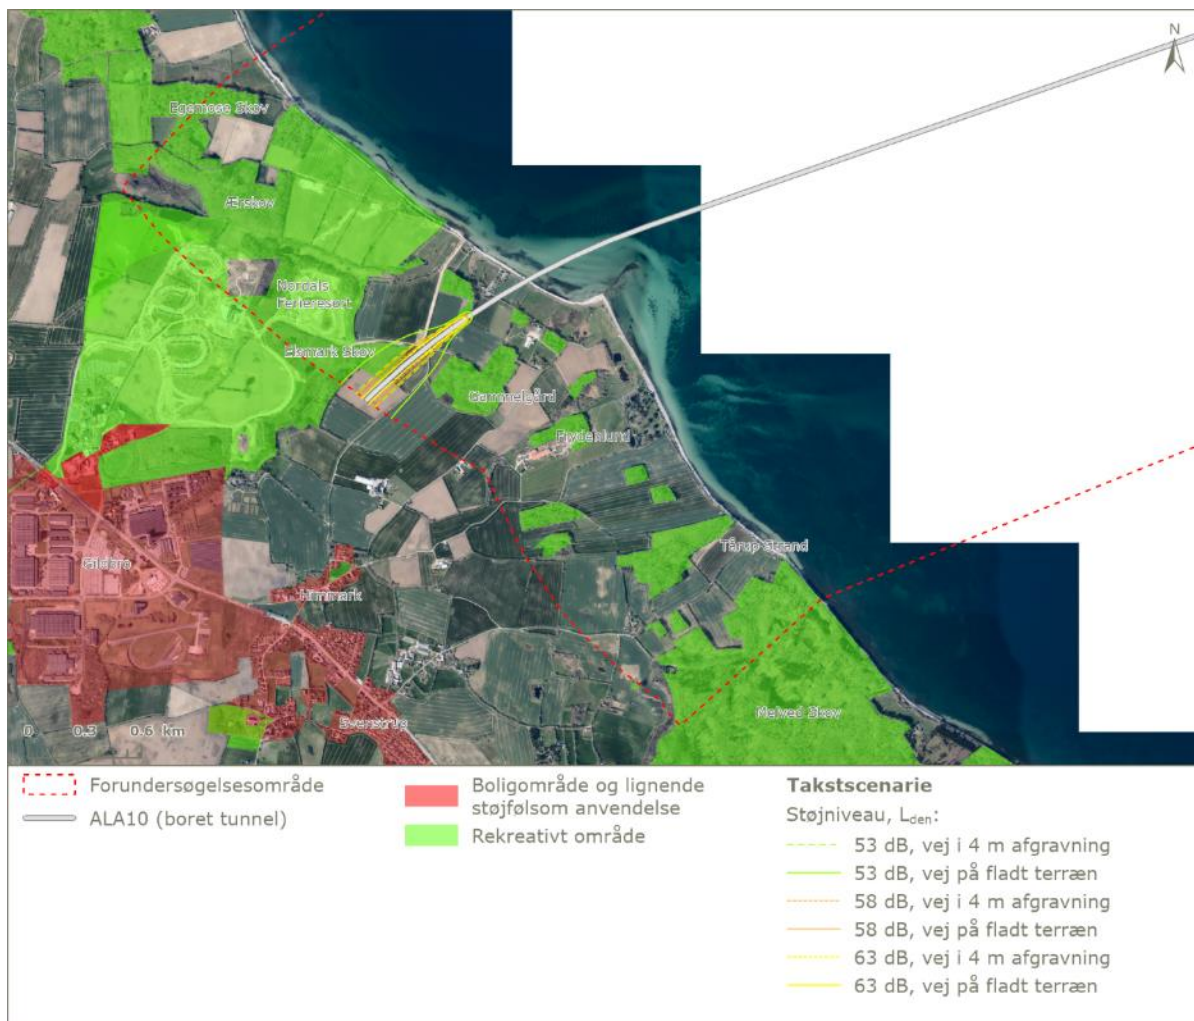 N
Egemose Skov
Ærskov
Nordals
Ferieresort
Elsmark Skov
Gammelgård
Frydenlund
Tårup Strand
Himmark
Svenstrup
Melved Skov
0 0.3 0.6 km
Forundersøgelsesområde
ALA10 (boret tunnel)
Boligområde og lignende
støjfølsom anvendelse
Rekreativt område
Takstscenarie
Støjniveau, Lden:
53 dB, vej i 4 m afgravning
53 dB, vej på fladt terræn
58 dB, vej i 4 m afgravning
58 dB, vej på fladt terræn
63 dB, vej i 4 m afgravning
63 dB, vej på fladt terræn